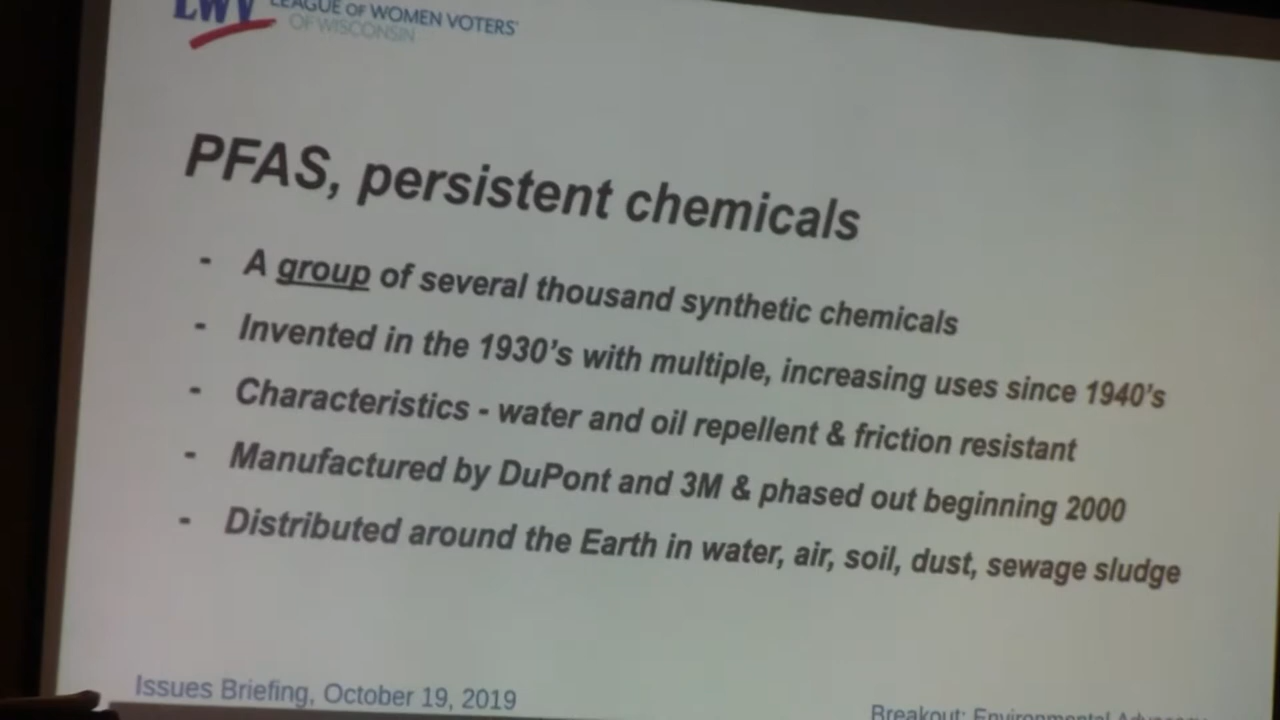 LWV LEAGUE OF WOMEN VOTERS®
OF WISCONSIN
PFAS, persistent chemicals
- A group of several thousand synthetic chemicals
- Invented in the 1930's with multiple, increasing uses since 1940's
- Characteristics - water and oil repellent & friction resistant
- Manufactured by DuPont and 3M & phased out beginning 2000
- Distributed around the Earth in water, air, soil, dust, sewage sludge
Issues Briefing, October 19, 2019
Breakout: Environmental